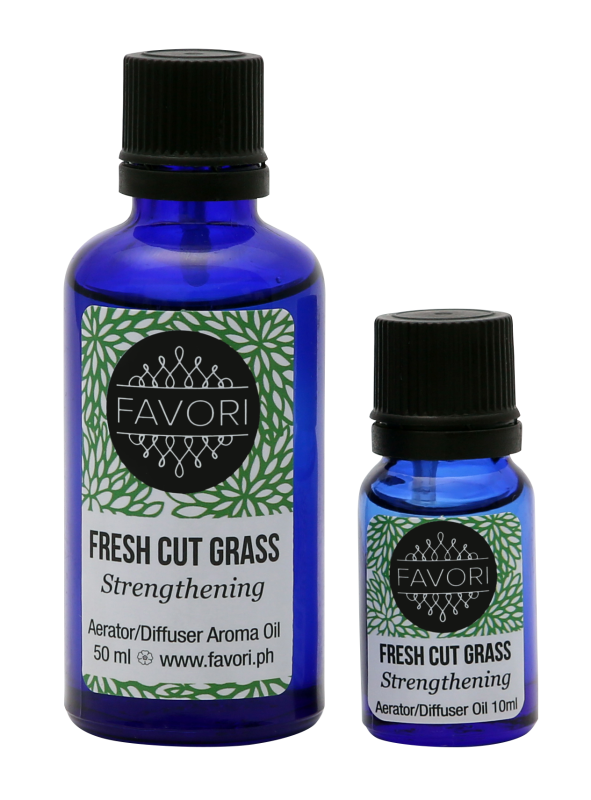 FAVORI
FRESH CUT GRASS
Strengthening
Aerator/Diffuser Aroma Oil
50 ml www.favori.ph
FAVORI
FRESH CUT GRASS
Strengthening
Aerator/Diffuser Oil 10ml